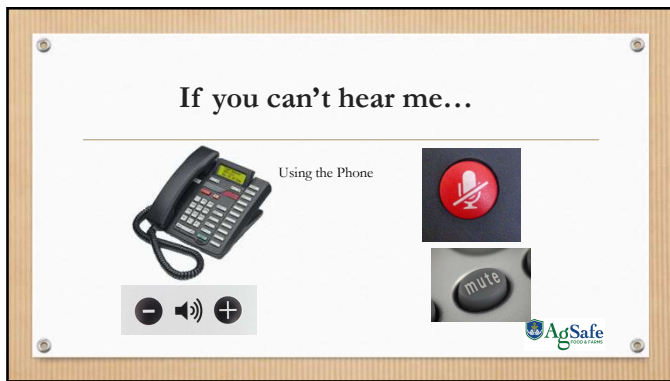 If you can’t hear me…
Using the Phone
mute
AgSafe
FOOD & FARMS